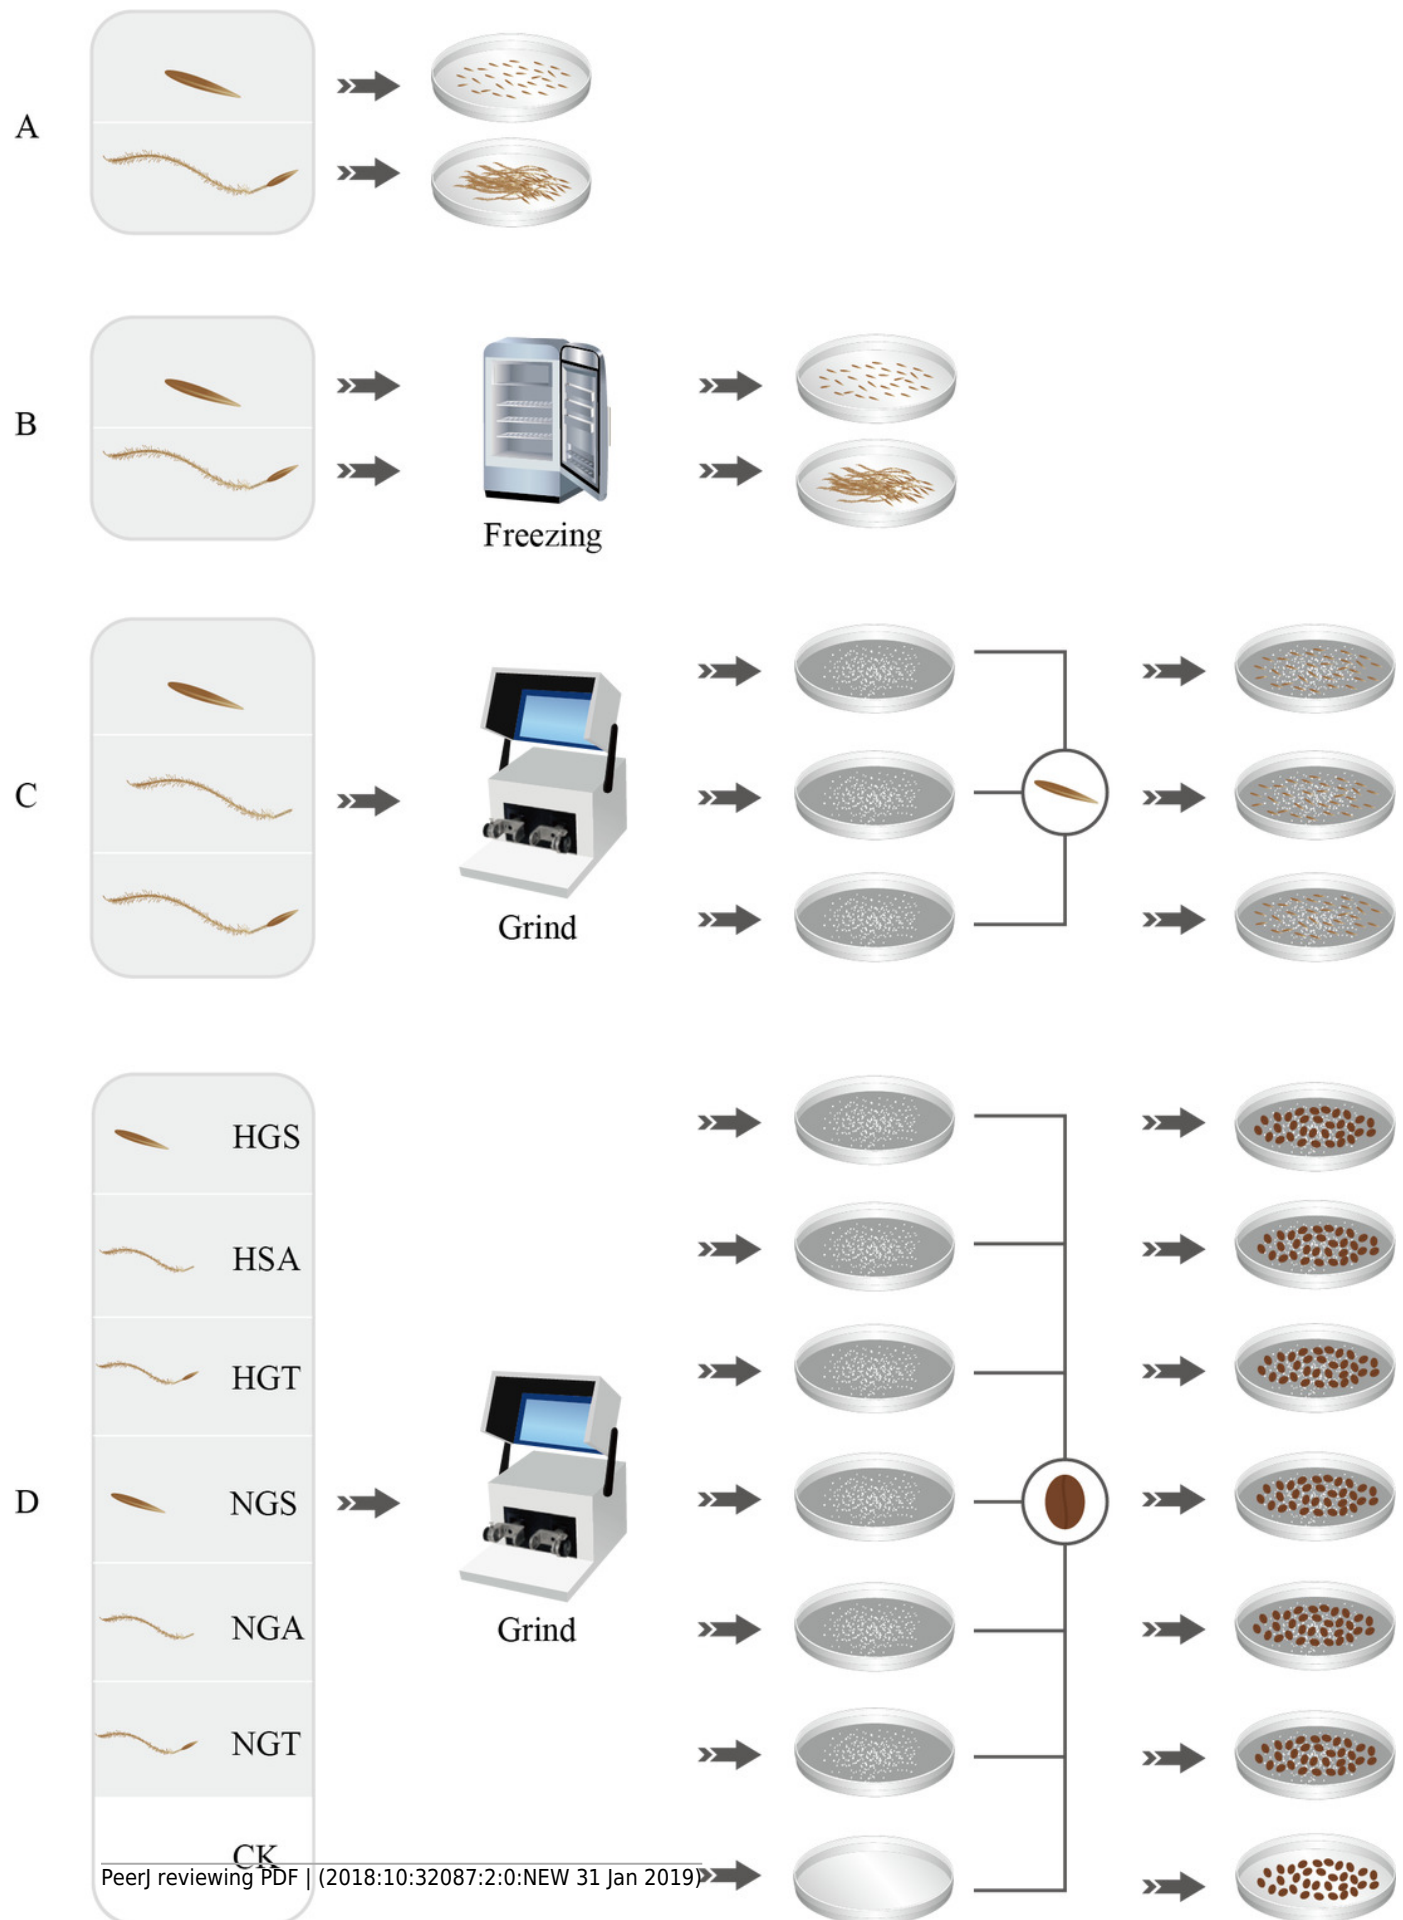 A
B
Freezing
C
Grind
HGS
HSA
HGT
D
NGS
NGA
Grind
NGT
CK
PeerJ reviewing PDF | (2018:10:32087:2:0:NEW 31 Jan 2019)